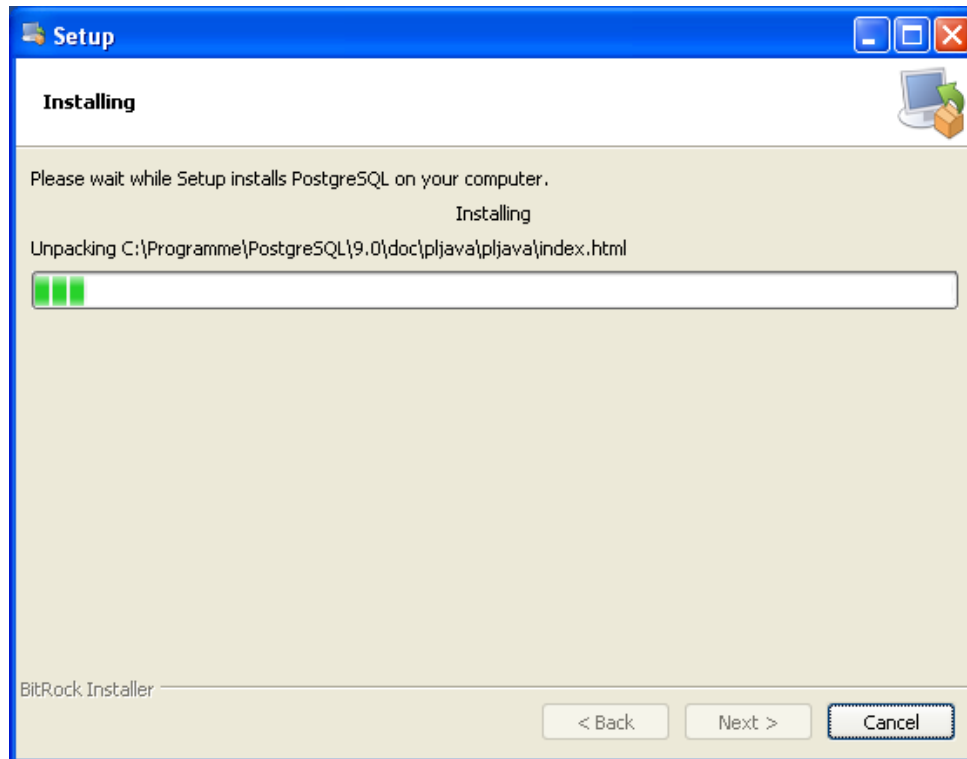 Setup
Installing
Please wait while Setup installs PostgreSQL on your computer.
Installing
Unpacking C:\Programme\PostgreSQL\9.0\doc\pljava\pljava\index.html
BitRock Installer
< Back Next > Cancel